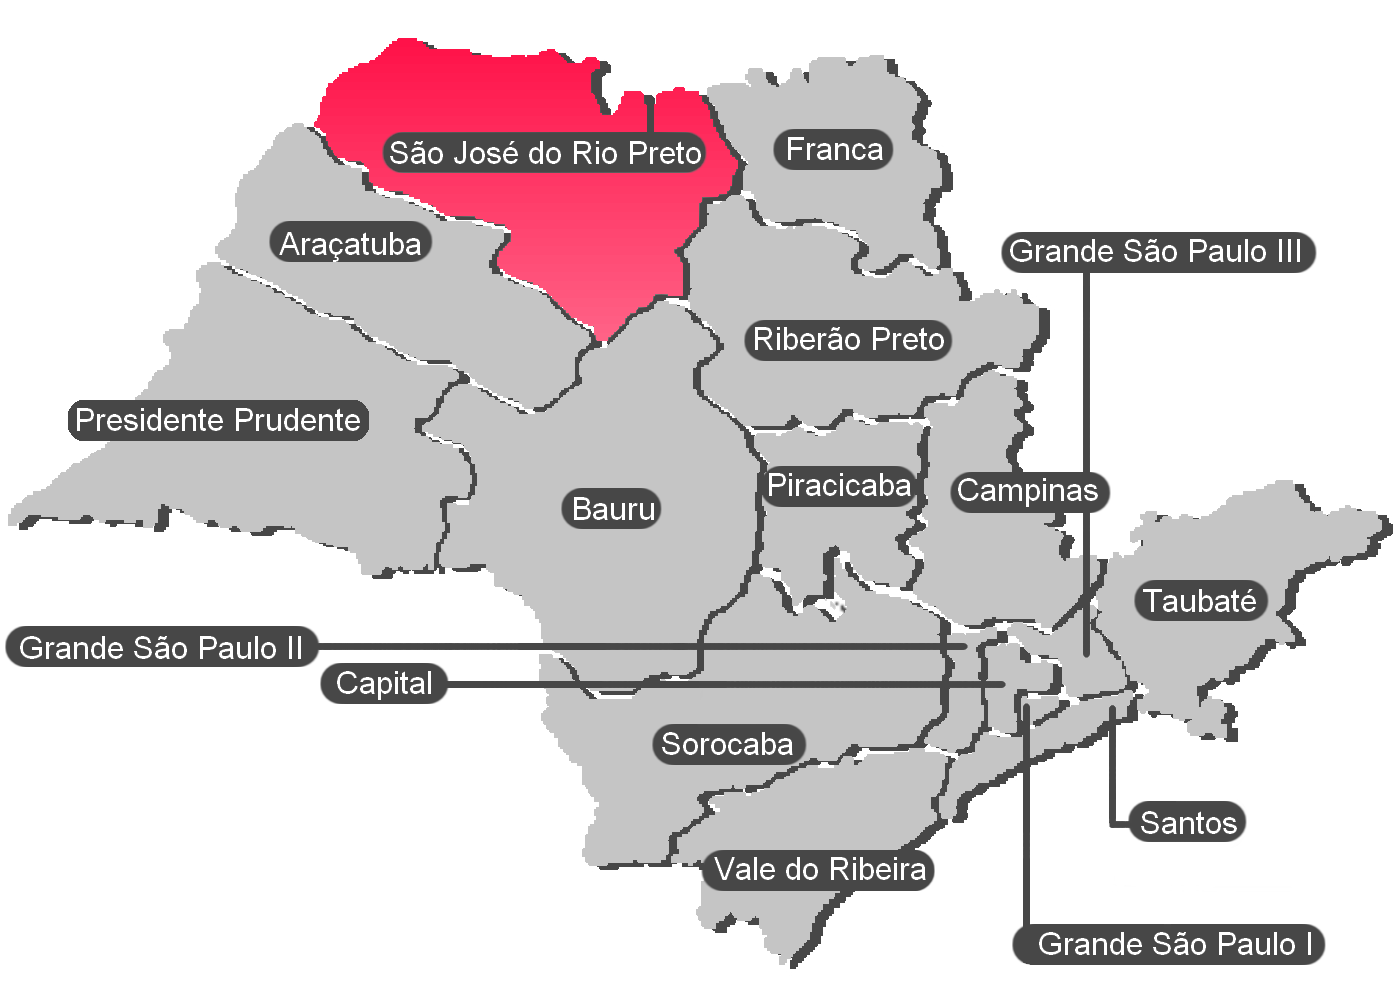 São José do Rio Preto
Franca
Araçatuba
Grande São Paulo III
Riberão Preto
Presidente Prudente
Piracicaba
Campinas
Bauru
Taubaté
Grande São Paulo II
Capital
Sorocaba
Santos
Vale do Ribeira
Grande São Paulo I